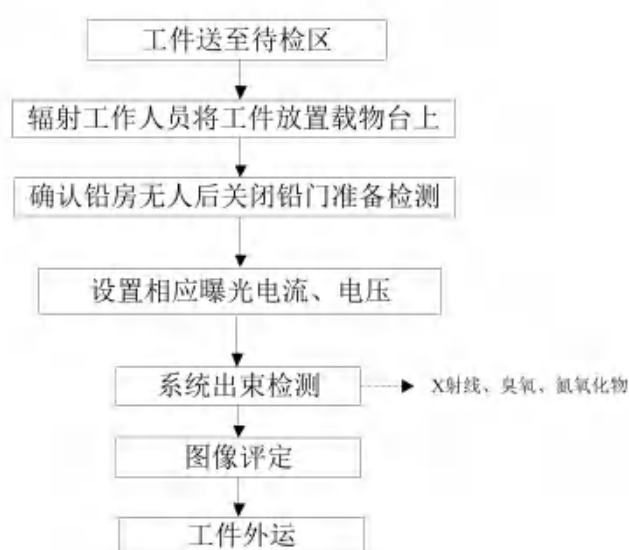 工件送至待检区
辐射工作人员将工件放置载物台上
确认铅房无人后关闭铅门准备检测
设置相应曝光电流、电压
系统出束检测
X射线、臭氧、氮氧化物
图像评定
工件外运